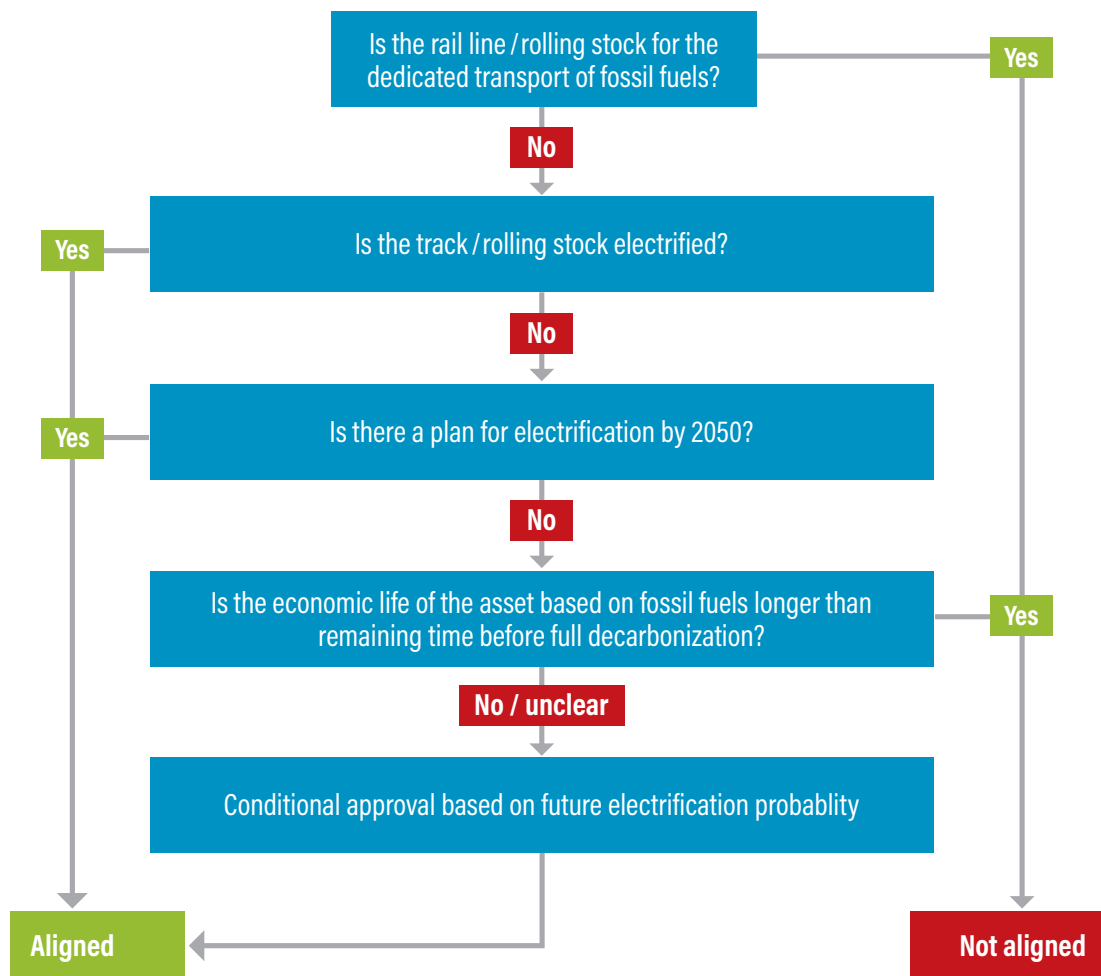 Is the rail line / rolling stock for the
dedicated transport of fossil fuels?
Yes
No
Is the track / rolling stock electrified?
Yes
No
Is there a plan for electrification by 2050?
Yes
No
Is the economic life of the asset based on fossil fuels longer than
remaining time before full decarbonization?
Yes
No / unclear
Conditional approval based on future electrification probablity
Aligned
Not aligned